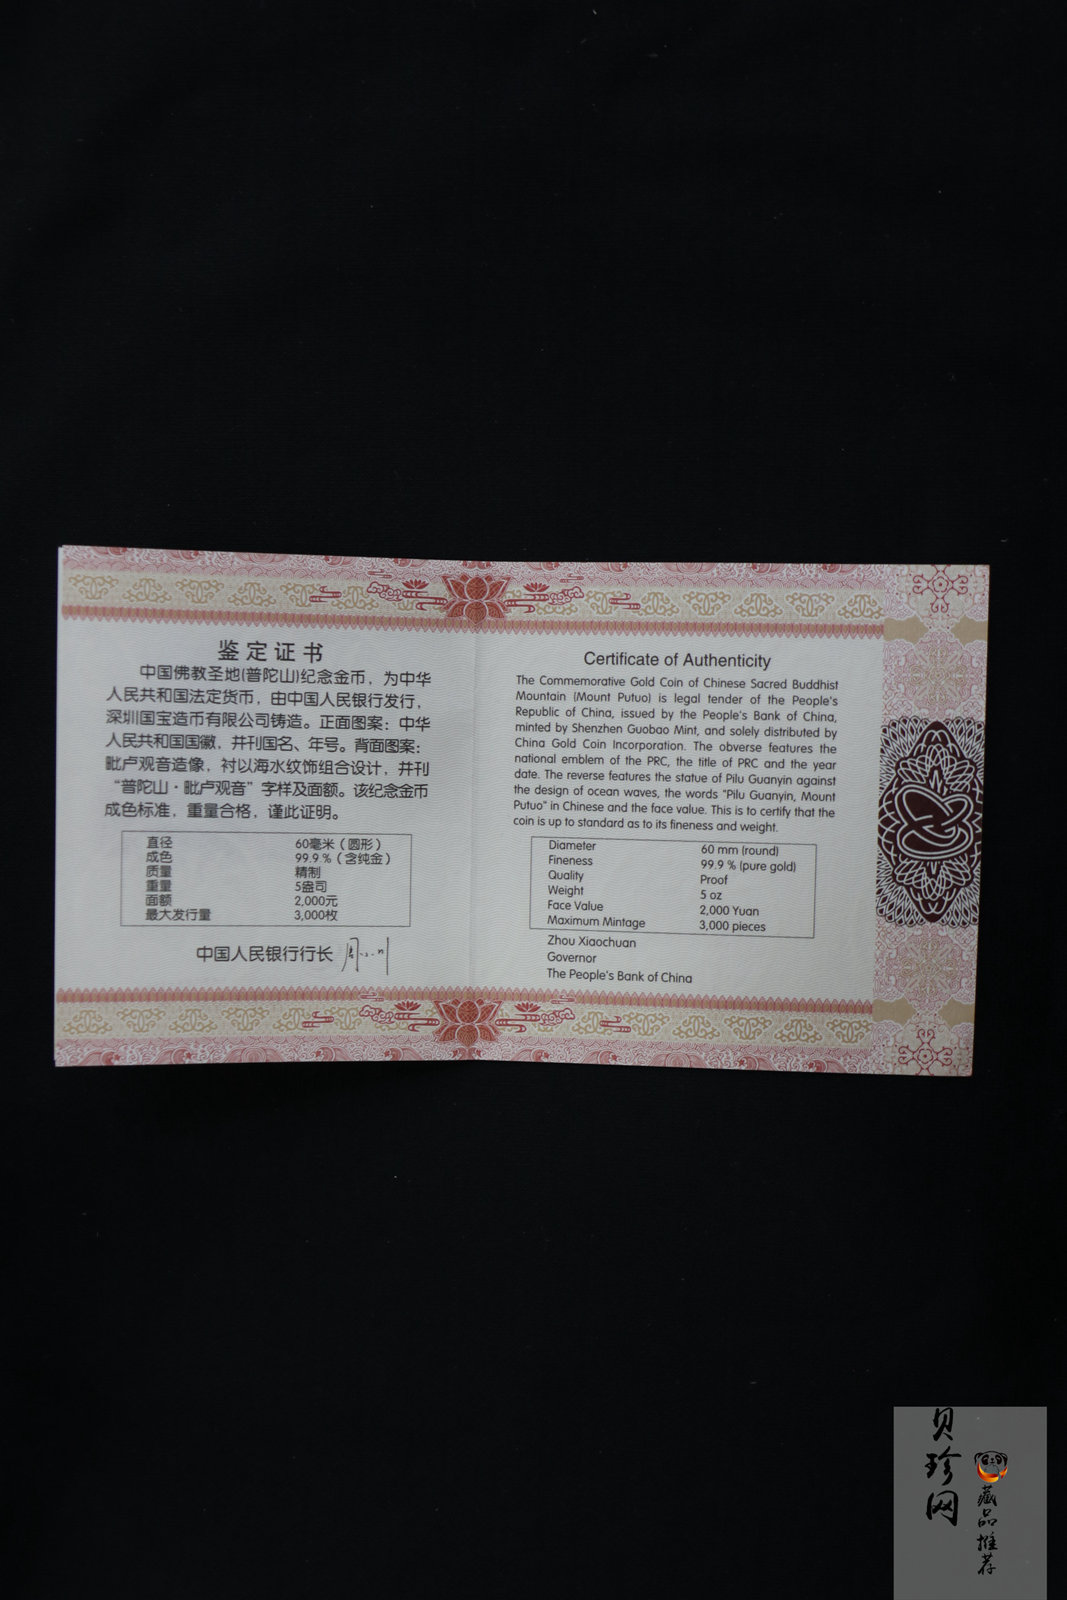 鉴定证书
中国佛教圣地(普陀山)纪念金币，为中华
人民共和国法定货币，由中国人民银行发行，
深圳国宝造币有限公司铸造。正面图案：中华
人民共和国国徽，并刊国名、年号。背面图案：
毗卢观音造像，衬以海水纹饰组合设计，并刊
“普陀山·毗卢观音”字样及面额。该纪念金币
成色标准，重量合格，谨此证明。
直径 60毫米（圆形）
成色 99.9 %（含纯金）
质量 精制
重量 5盎司
面额 2,000元
最大发行量 3,000枚
中国人民银行行长
Certificate of Authenticity
The Commemorative Gold Coin of Chinese Sacred Buddhist
Mountain (Mount Putuo) is legal tender of the People's
Republic of China, issued by the People's Bank of China,
minted by Shenzhen Guobao Mint, and solely distributed by
China Gold Coin Incorporation. The obverse features the
national emblem of the PRC, the title of PRC and the year
date. The reverse features the statue of Pilu Guanyin against
the design of ocean waves, the words "Pilu Guanyin, Mount
Putuo" in Chinese and the face value. This is to certify that the
coin is up to standard as to its fineness and weight.
Diameter 60 mm (round)
Fineness 99.9 % (pure gold)
Quality Proof
Weight 5 oz
Face Value 2,000 Yuan
Maximum Mintage 3,000 pieces
Zhou Xiaochuan
Governor
The People's Bank of China
贝珍网
藏品推荐